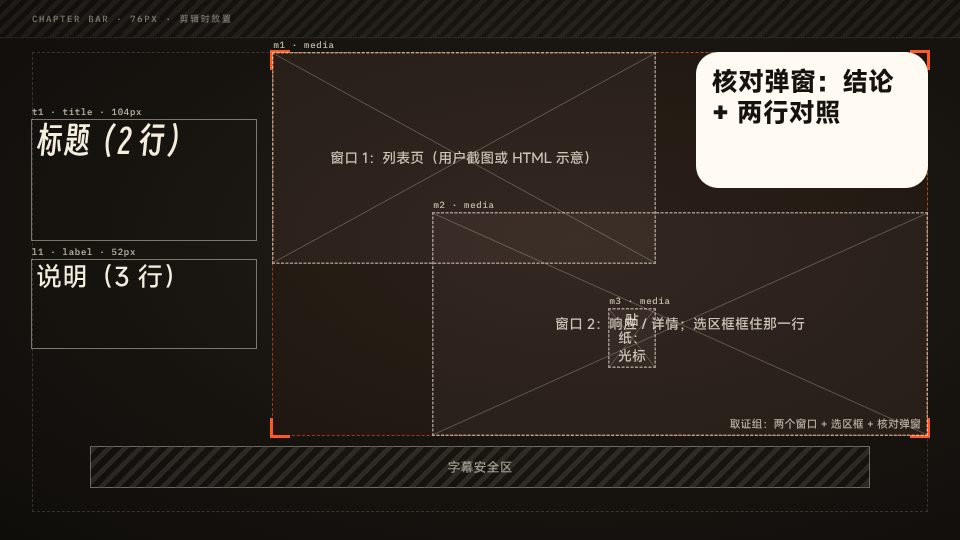 CHAPTER BAR · 76PX · 剪辑时放置
m1 · media
核对弹窗：结论
+ 两行对照
t1 · title · 104px
标题（2 行）
窗口 1：列表页（用户截图或 HTML 示意）
m2 · media
l1 · label · 52px
说明（3 行）
m3 · media
窗口 2：响应 / 详情；选区框框住那一行
贴
纸：
光标
取证组：两个窗口 + 选区框 + 核对弹窗
字幕安全区